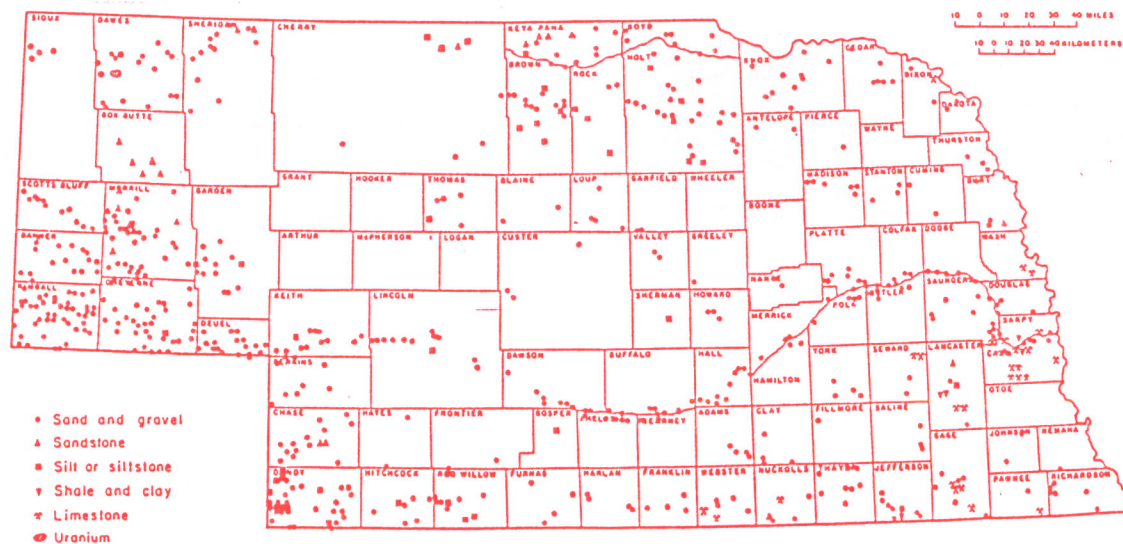 10 0 10 20 30 40 MILES
10 0 10 20 30 40 KILOMETERS
SIOUX
DAWES
SHERIDAN
CHERRY
KEYA PAHA
BOYD
BROWN
ROCK
HOLT
KNOX
CEDAR
DIXON
DAKOTA
BOX BUTTE
ANTELOPE
PIERCE
WAYNE
THURSTON
SCOTTS BLUFF
MORRILL
GARDEN
GRANT
HOOKER
THOMAS
BLAINE
LOUP
GARFIELD
WHEELER
MADISON
STANTON
CUMING
BURT
BOONE
BANNER
ARTHUR
McPHERSON
LOGAN
CUSTER
VALLEY
GREELEY
PLATTE
COLFAX
DODGE
WASH
NANCE
KIMBALL
CHEYENNE
KEITH
LINCOLN
SHERMAN
HOWARD
MERRICK
POLK
BUTLER
SAUNDERS
DOUGLAS
SARPY
DEUEL
PERKINS
DAWSON
BUFFALO
HALL
HAMILTON
YORK
SEWARD
LANCASTER
CASS
OTOE
CHASE
HAYES
FRONTIER
GOSPER
PHELPS
KEARNEY
ADAMS
CLAY
FILLMORE
SALINE
GAGE
JOHNSON
NEMAHA
DUNDY
HITCHCOCK
RED WILLOW
FURNAS
HARLAN
FRANKLIN
WEBSTER
NUCKOLLS
THAYER
JEFFERSON
PAWNEE
RICHARDSON
Sand and gravel
Sandstone
Silt or siltstone
Shale and clay
Limestone
Uranium